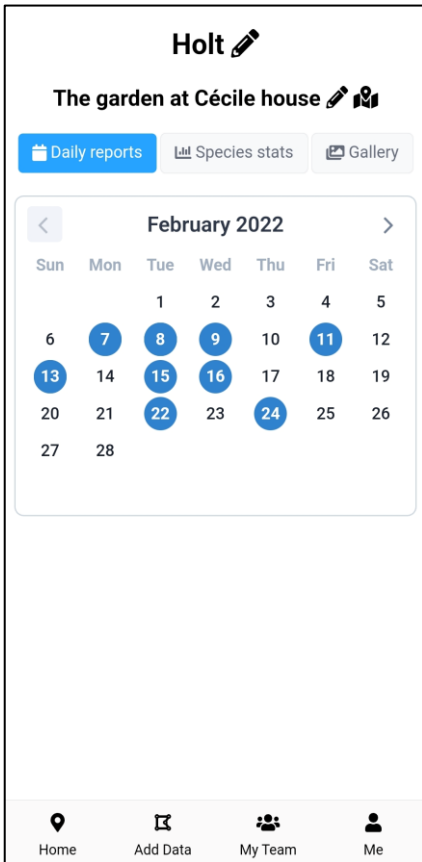 Holt
The garden at Cécile house
Daily reports Species stats Gallery
February 2022
Sun Mon Tue Wed Thu Fri Sat
1 2 3 4 5
6 7 8 9 10 11 12
13 14 15 16 17 18 19
20 21 22 23 24 25 26
27 28
Home Add Data My Team Me